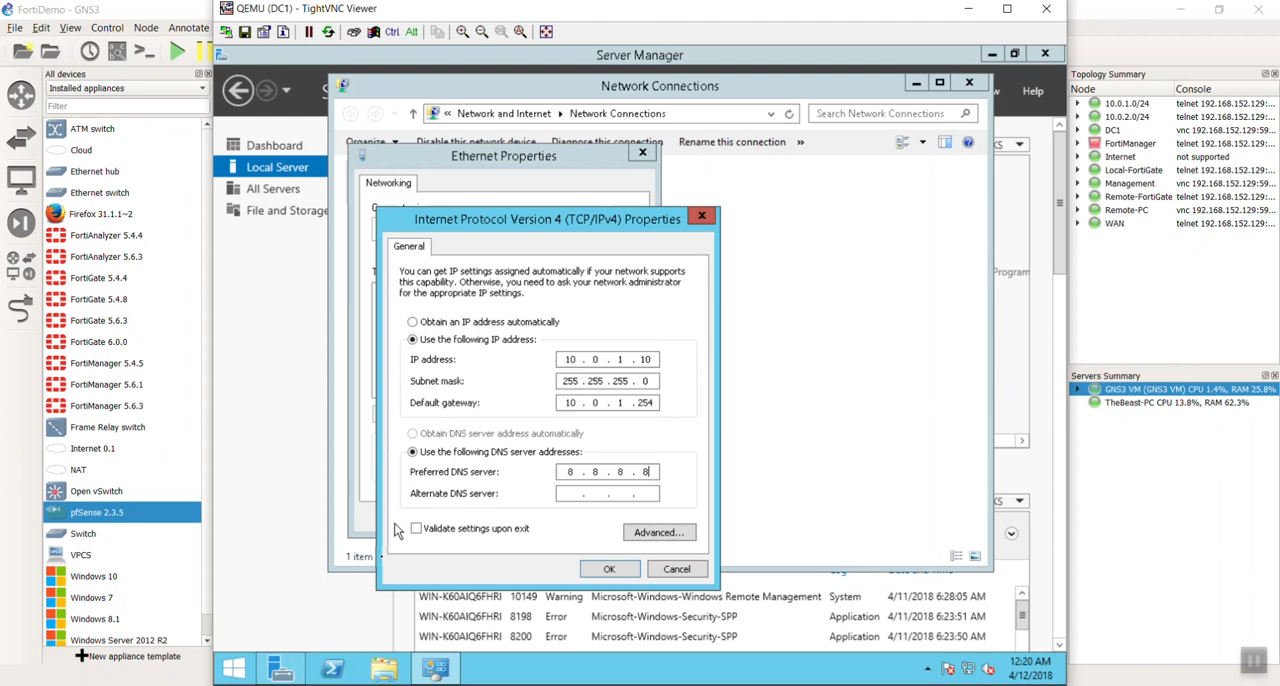 FortiDemo - GNS3
File Edit View Control Node Annotate
All devices
Installed appliances
Filter
ATM switch
Cloud
Ethernet hub
Ethernet switch
Firefox 31.1.1~2
FortiAnalyzer 5.4.4
FortiAnalyzer 5.6.3
FortiGate 5.4.4
FortiGate 5.4.8
FortiGate 5.6.3
FortiGate 6.0.0
FortiManager 5.4.5
FortiManager 5.6.1
FortiManager 5.6.3
Frame Relay switch
Internet 0.1
NAT
Open vSwitch
pfSense 2.3.5
Switch
VPCS
Windows 10
Windows 7
Windows 8.1
Windows Server 2012 R2
New appliance template
QEMU (DC1) - TightVNC Viewer
Ctrl Alt
Server Manager
Help
Dashboard
Local Server
All Servers
File and Storage
Network Connections
« Network and Internet Network Connections
Search Network Connections
Organize Disable this network device Diagnose this connection Rename this connection »
Ethernet Properties
Networking
Internet Protocol Version 4 (TCP/IPv4) Properties
General
You can get IP settings assigned automatically if your network supports
this capability. Otherwise, you need to ask your network administrator
for the appropriate IP settings.
Obtain an IP address automatically
Use the following IP address:
IP address: 10 . 0 . 1 . 10
Subnet mask: 255 . 255 . 255 . 0
Default gateway: 10 . 0 . 1 . 254
Obtain DNS server address automatically
Use the following DNS server addresses:
Preferred DNS server: 8 . 8 . 8 . 8
Alternate DNS server: . . .
Validate settings upon exit
Advanced...
OK Cancel
1 item
KS
Program
KS
WIN-K60AIQ6FHRI 10149 Warning Microsoft-Windows-Windows Remote Management System 4/11/2018 6:28:05 AM
WIN-K60AIQ6FHRI 8198 Error Microsoft-Windows-Security-SPP Application 4/11/2018 6:23:51 AM
WIN-K60AIQ6FHRI 8200 Error Microsoft-Windows-Security-SPP Application 4/11/2018 6:23:50 AM
12:20 AM
4/12/2018
Topology Summary
Node Console
10.0.1.0/24 telnet 192.168.152.129:...
10.0.2.0/24 telnet 192.168.152.129:...
DC1 vnc 192.168.152.129:59...
FortiManager telnet 192.168.152.129:...
Internet not supported
Local-FortiGate telnet 192.168.152.129:...
Management vnc 192.168.152.129:59...
Remote-FortiGate telnet 192.168.152.129:...
Remote-PC vnc 192.168.152.129:59...
WAN telnet 192.168.152.129:...
Servers Summary
GNS3 VM (GNS3 VM) CPU 1.4%, RAM 25.8%
TheBeast-PC CPU 13.8%, RAM 62.3%